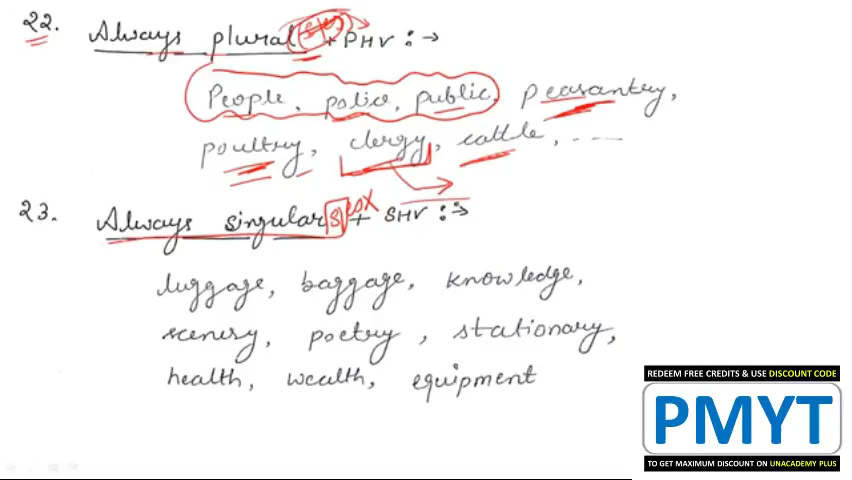 22. Always plural + PHV :→
People, police, public, peasantry,
poultry, clergy, cattle, ....
23. Always singular s esx + SHV :→
luggage, baggage, knowledge,
scenery, poetry, stationary,
health, wealth, equipment
REDEEM FREE CREDITS & USE DISCOUNT CODE
PMYT
TO GET MAXIMUM DISCOUNT ON UNACADEMY PLUS